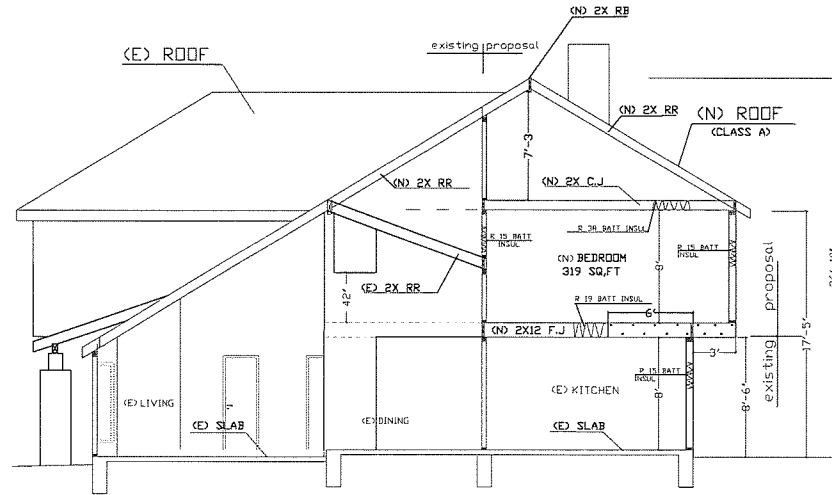 (N) 2X RB
existing proposal
(E) ROOF
(N) 2X RR
(N) ROOF
(CLASS A)
7'-3
(N) 2X RR
(N) 2X C.J
R 15 BATT
INSUL
R 38 BATT INSUL
R 15 BATT
INSUL
(N) BEDROOM
319 SQ,FT
8'
(E) 2X RR
42'
R 19 BATT INSUL
6'
(N) 2X12 F.J
3'
existing proposal
17'-5'
R 15 BATT
INSUL
8'-6'
(E) LIVING
(E) KITCHEN
8'
(E) DINING
(E) SLAB
(E) SLAB